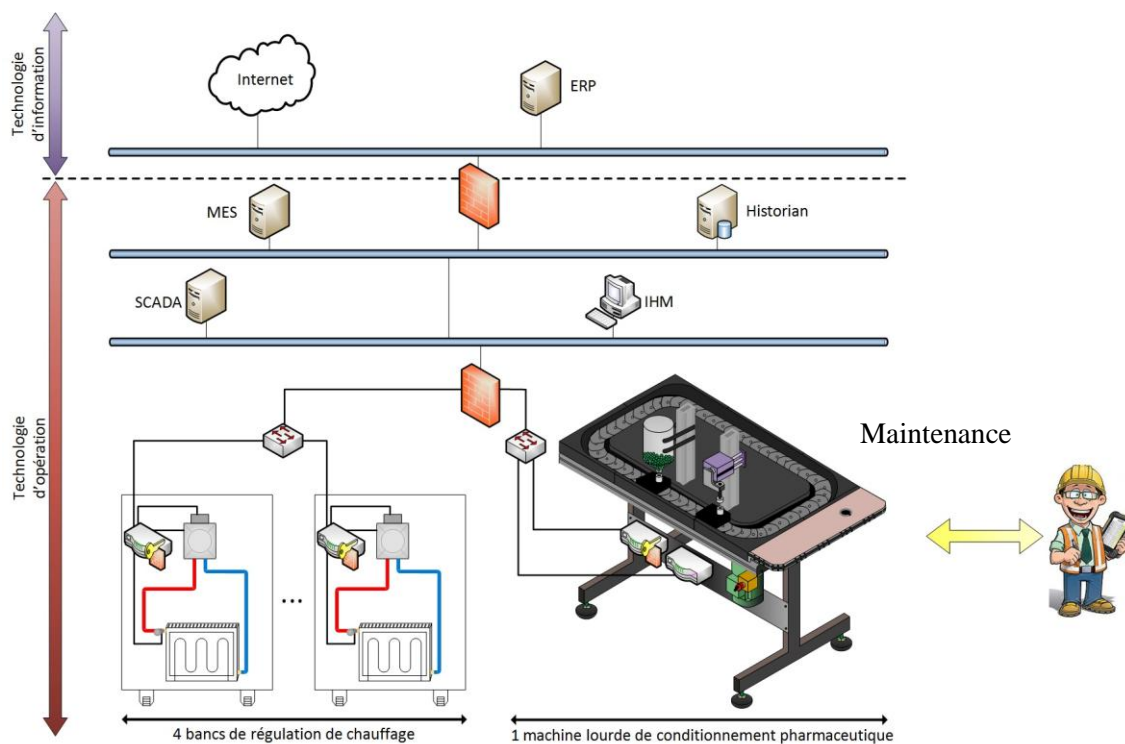 Technologie
d'information
Internet
ERP
Technologie
d'opération
MES
Historian
SCADA
IHM
Maintenance
...
4 bancs de régulation de chauffage
1 machine lourde de conditionnement pharmaceutique